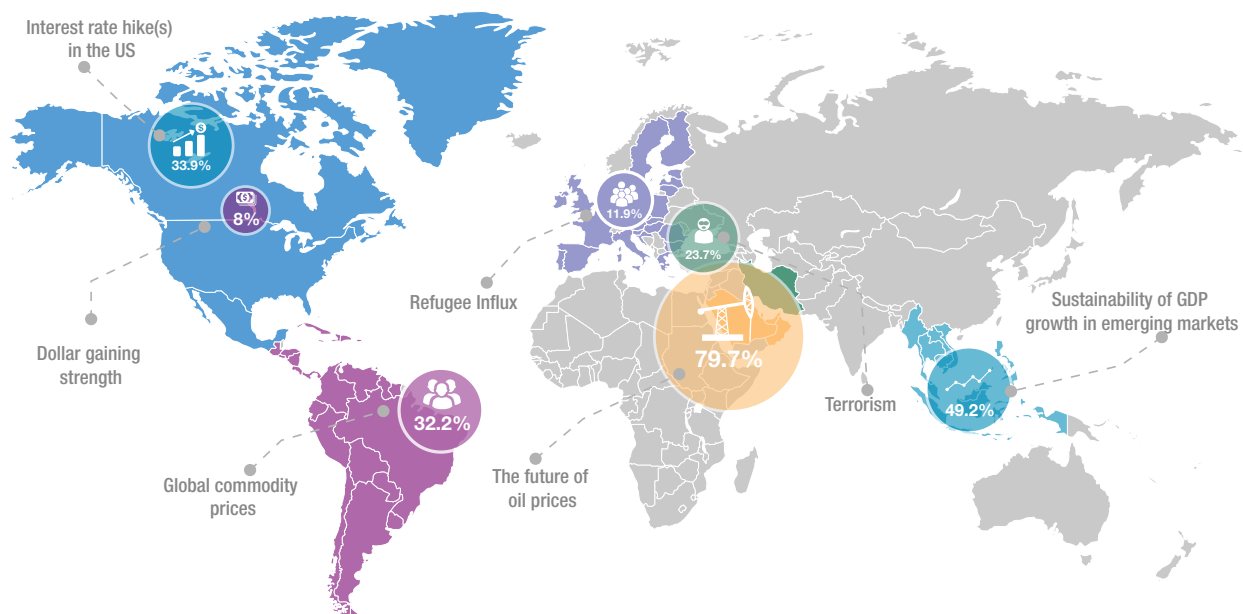 Interest rate hike(s)
in the US
$
33.9%
8%
Dollar gaining
strength
11.9%
23.7%
Refugee Influx
79.7%
Sustainability of GDP
growth in emerging markets
49.2%
Terrorism
32.2%
Global commodity
prices
The future of
oil prices